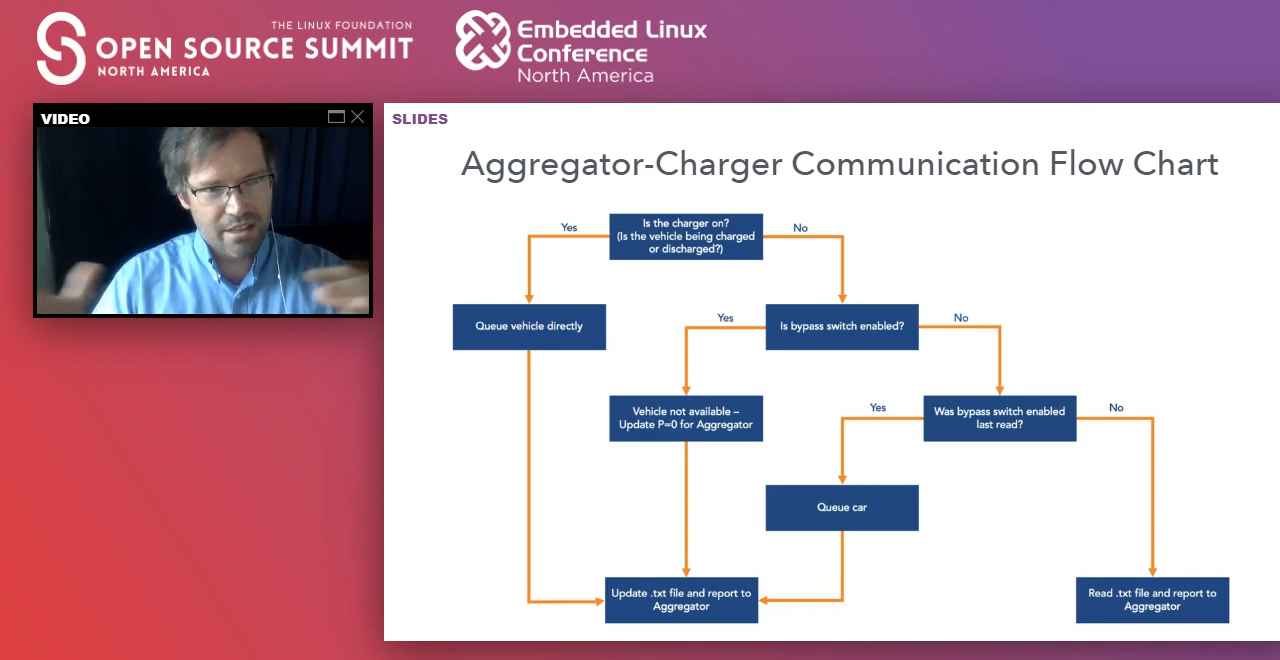 THE LINUX FOUNDATION
OPEN SOURCE SUMMIT
NORTH AMERICA
Embedded Linux
Conference
North America
VIDEO
SLIDES
Aggregator-Charger Communication Flow Chart
Is the charger on?
(Is the vehicle being charged
or discharged?)
Yes
No
Queue vehicle directly
Is bypass switch enabled?
Yes
No
Vehicle not available –
Update P=0 for Aggregator
Was bypass switch enabled
last read?
Yes
No
Queue car
Update .txt file and report to
Aggregator
Read .txt file and report to
Aggregator